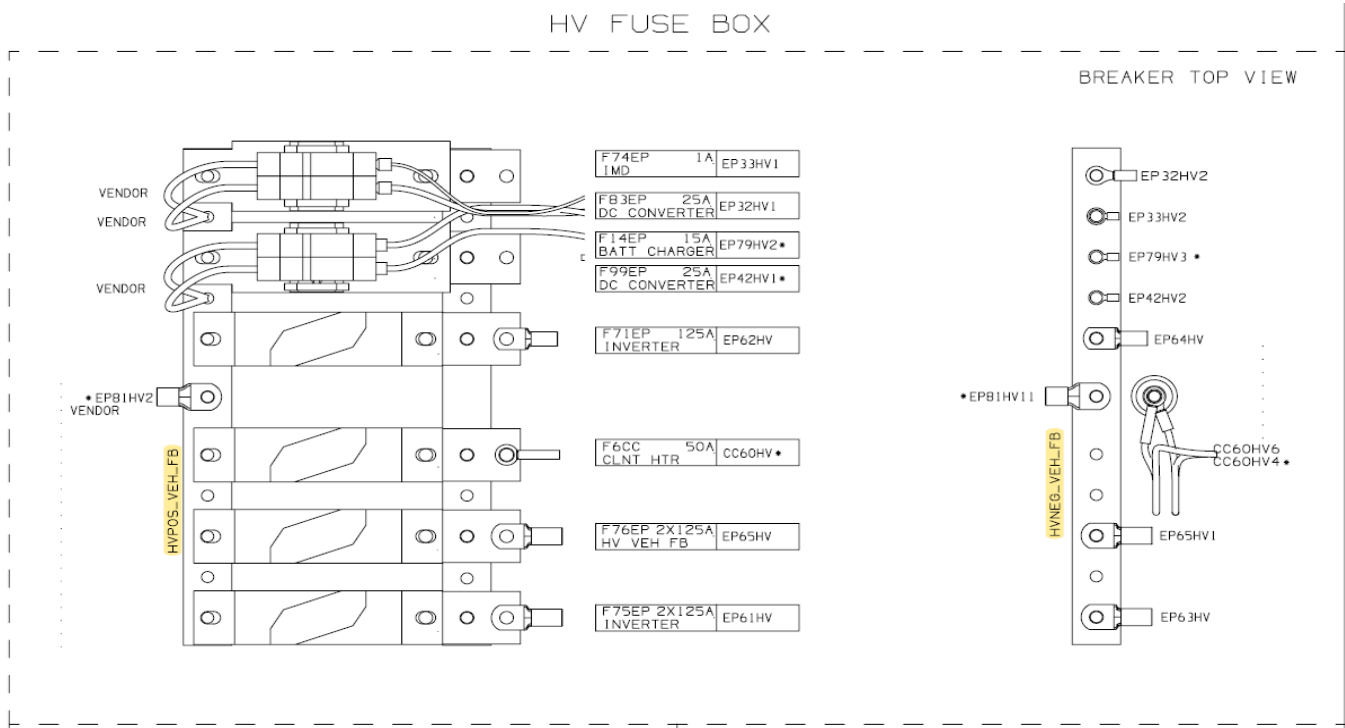 HV FUSE BOX
BREAKER TOP VIEW
VENDOR
VENDOR
VENDOR
F74EP 1A EP33HV1
IMD
F83EP 25A EP32HV1
DC CONVERTER
F14EP 15A EP79HV2*
BATT CHARGER
F99EP 25A EP42HV1*
DC CONVERTER
F71EP 125A EP62HV
INVERTER
*EP81HV2
VENDOR
F6CC 50A CC60HV*
CLNT HTR
HVPOS_VEH_FB
F76EP 2X125A EP65HV
HV VEH FB
F75EP 2X125A EP61HV
INVERTER
EP32HV2
EP33HV2
EP79HV3 *
EP42HV2
EP64HV
*EP81HV11
CC60HV6
CC60HV4*
HVNEG_VEH_FB
EP65HV1
EP63HV